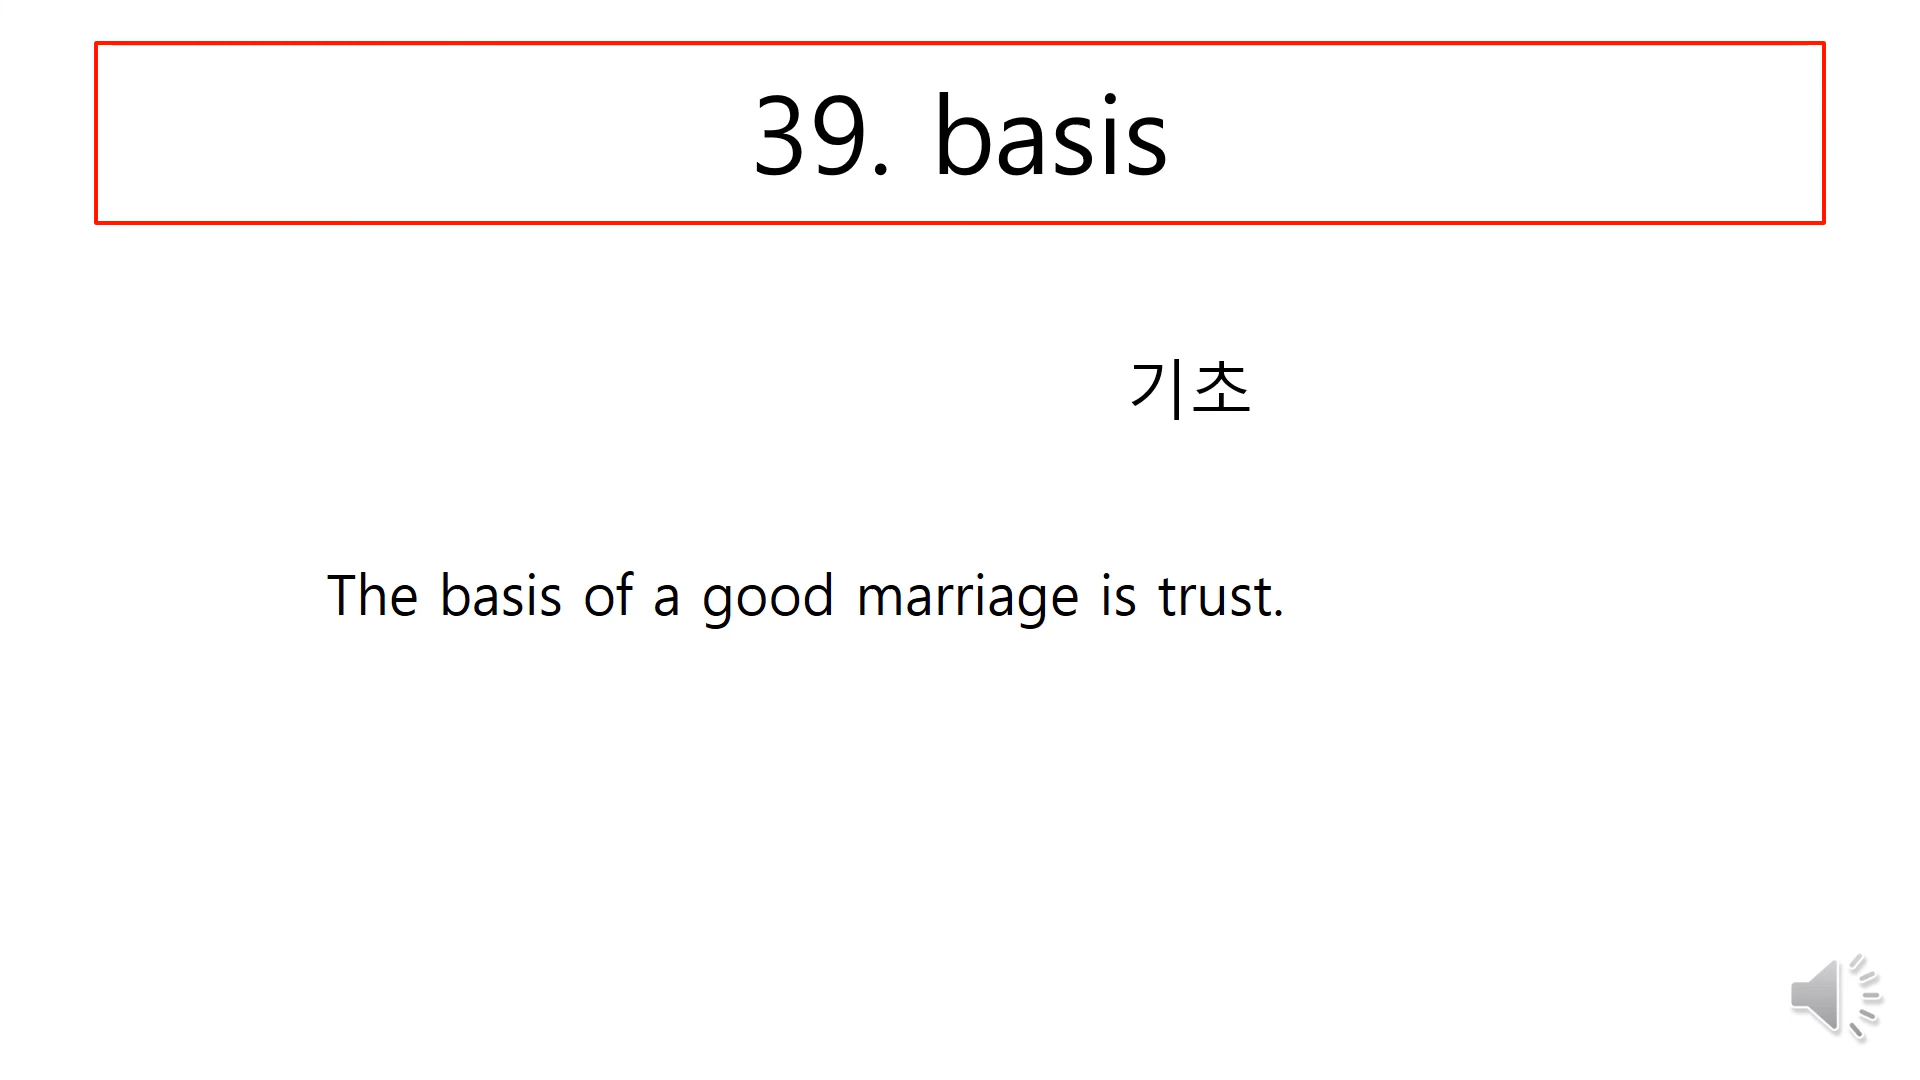 39. basis
기초
The basis of a good marriage is trust.